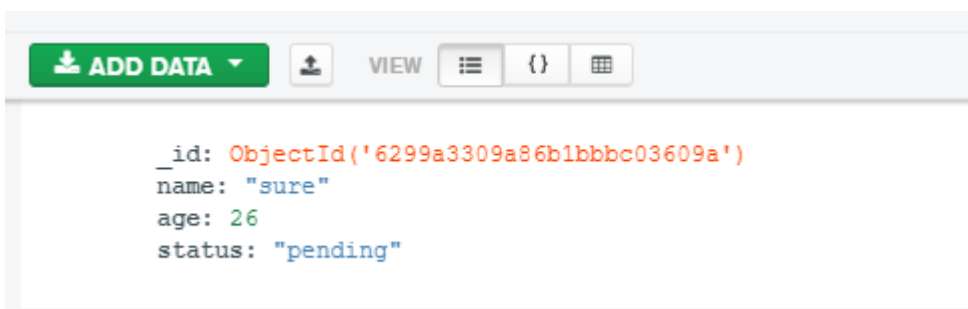 ADD DATA VIEW {}
_id: ObjectId('6299a3309a86b1bbbc03609a')
name: "sure"
age: 26
status: "pending"